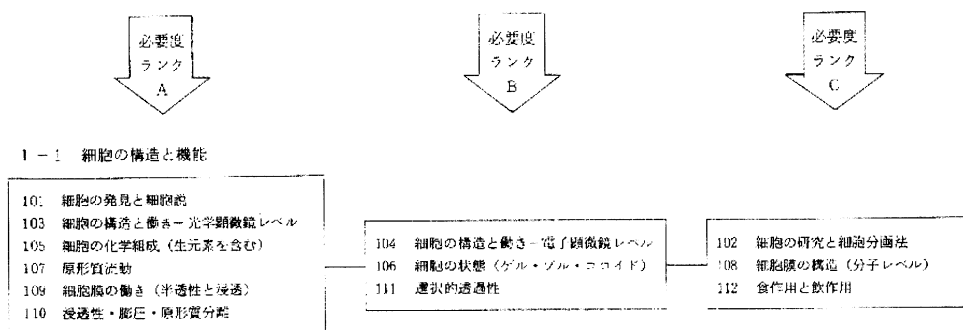 必要度
ランク
A
必要度
ランク
B
必要度
ランク
C
1－1 細胞の構造と機能
101 細胞の発見と細胞説
103 細胞の構造と働き－光学顕微鏡レベル
105 細胞の化学組成（生元素を含む）
107 原形質流動
109 細胞膜の働き（半透性と浸透）
110 浸透性・膨圧・原形質分離
104 細胞の構造と働き－電子顕微鏡レベル
106 細胞の状態（ゲル・ゾル・コロイド）
111 選択的透過性
102 細胞の研究と細胞分画法
108 細胞膜の構造（分子レベル）
112 食作用と飲作用